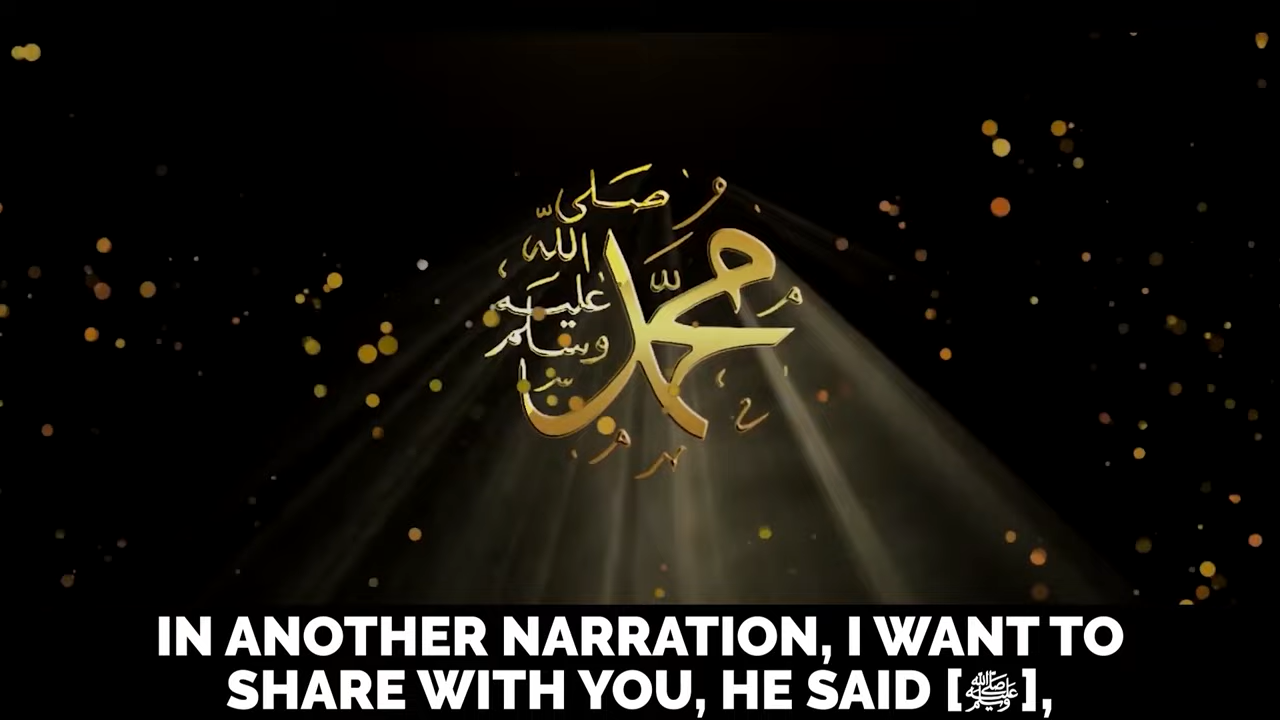 محمد
صلى
الله
عليه
وسلم
IN ANOTHER NARRATION, I WANT TO
SHARE WITH YOU, HE SAID [ﷺ],